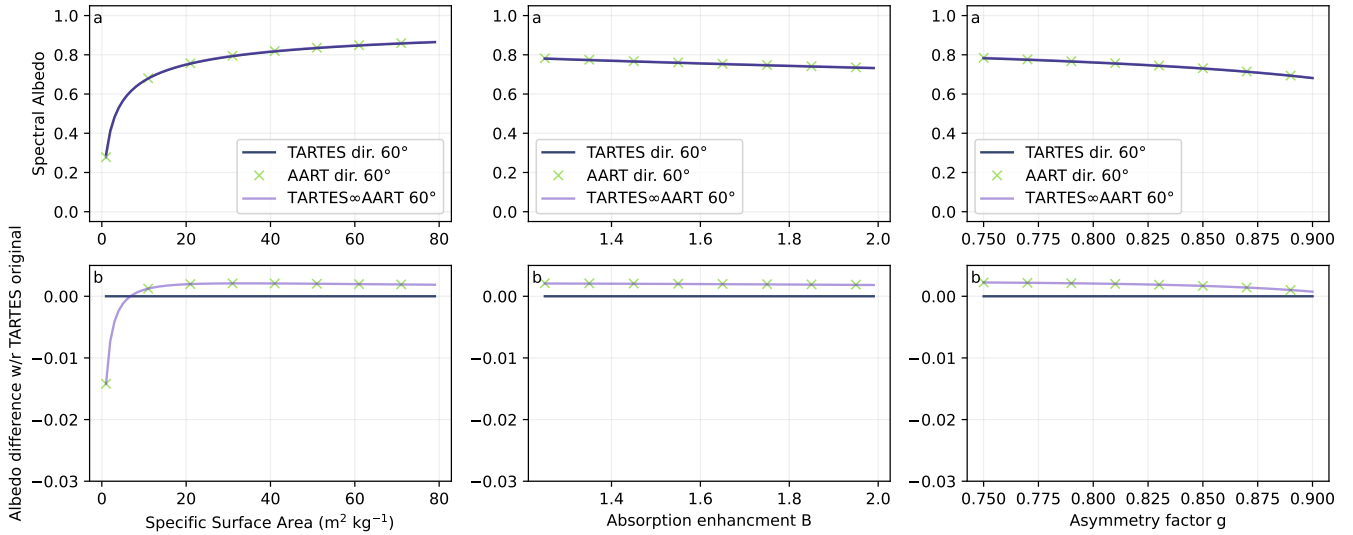 a
1.0
0.8
0.6
0.4
0.2
0.0
Spectral Albedo
TARTES dir. 60°
AART dir. 60°
TARTES∞AART 60°
0 20 40 60 80
a
1.0
0.8
0.6
0.4
0.2
0.0
TARTES dir. 60°
AART dir. 60°
TARTES∞AART 60°
1.4 1.6 1.8 2.0
a
1.0
0.8
0.6
0.4
0.2
0.0
TARTES dir. 60°
AART dir. 60°
TARTES∞AART 60°
0.750 0.775 0.800 0.825 0.850 0.875 0.900
Albedo difference w/r TARTES original
b
0.00
−0.01
−0.02
−0.03
0 20 40 60 80
Specific Surface Area (m² kg⁻¹)
b
0.00
−0.01
−0.02
−0.03
1.4 1.6 1.8 2.0
Absorption enhancment B
b
0.00
−0.01
−0.02
−0.03
0.750 0.775 0.800 0.825 0.850 0.875 0.900
Asymmetry factor g